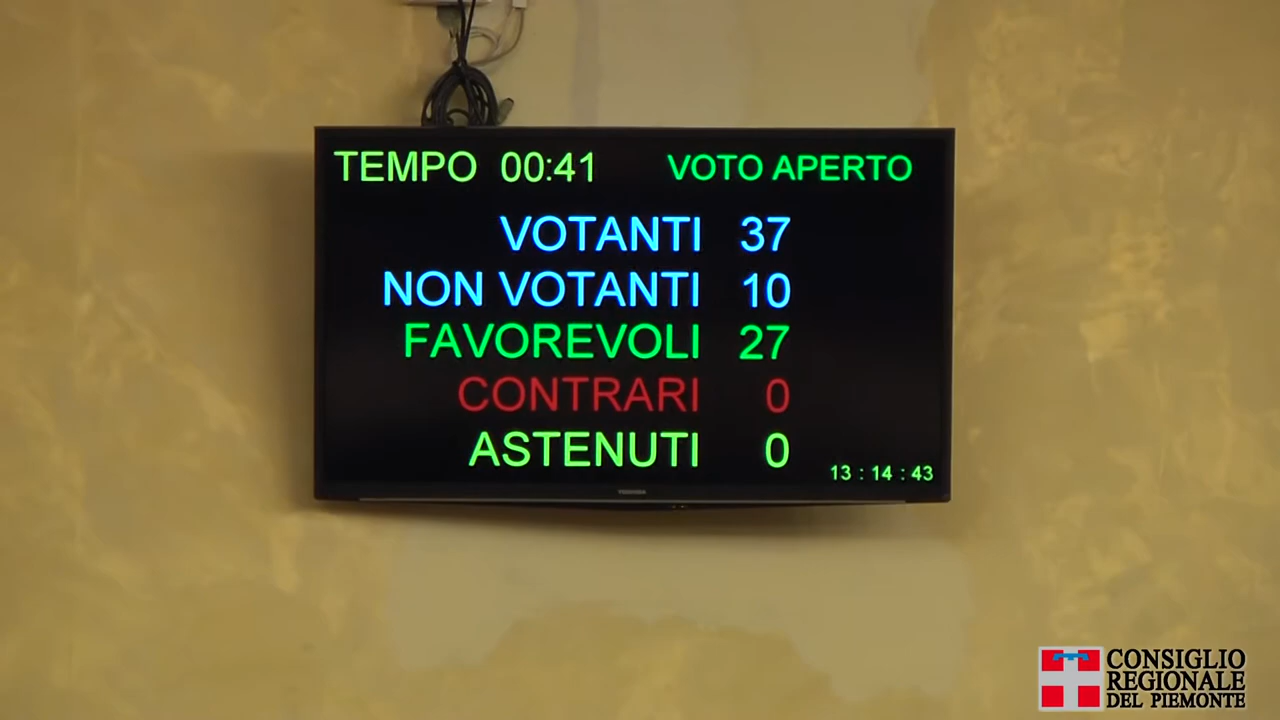 TEMPO 00:41 VOTO APERTO
VOTANTI 37
NON VOTANTI 10
FAVOREVOLI 27
CONTRARI 0
ASTENUTI 0
13 : 14 : 43
TOSHIBA
CONSIGLIO
REGIONALE
DEL PIEMONTE